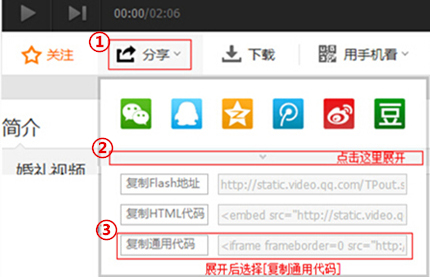 00:00/02:06
① 关注 分享 下载 用手机看
豆
简介
② 点击这里展开
婚礼视频
复制Flash地址 http://static.video.qq.com/TPout.s
复制HTML代码 <embed src="http://static.video.q
③ 复制通用代码 <iframe frameborder=0 src="http:/
展开后选择[复制通用代码]